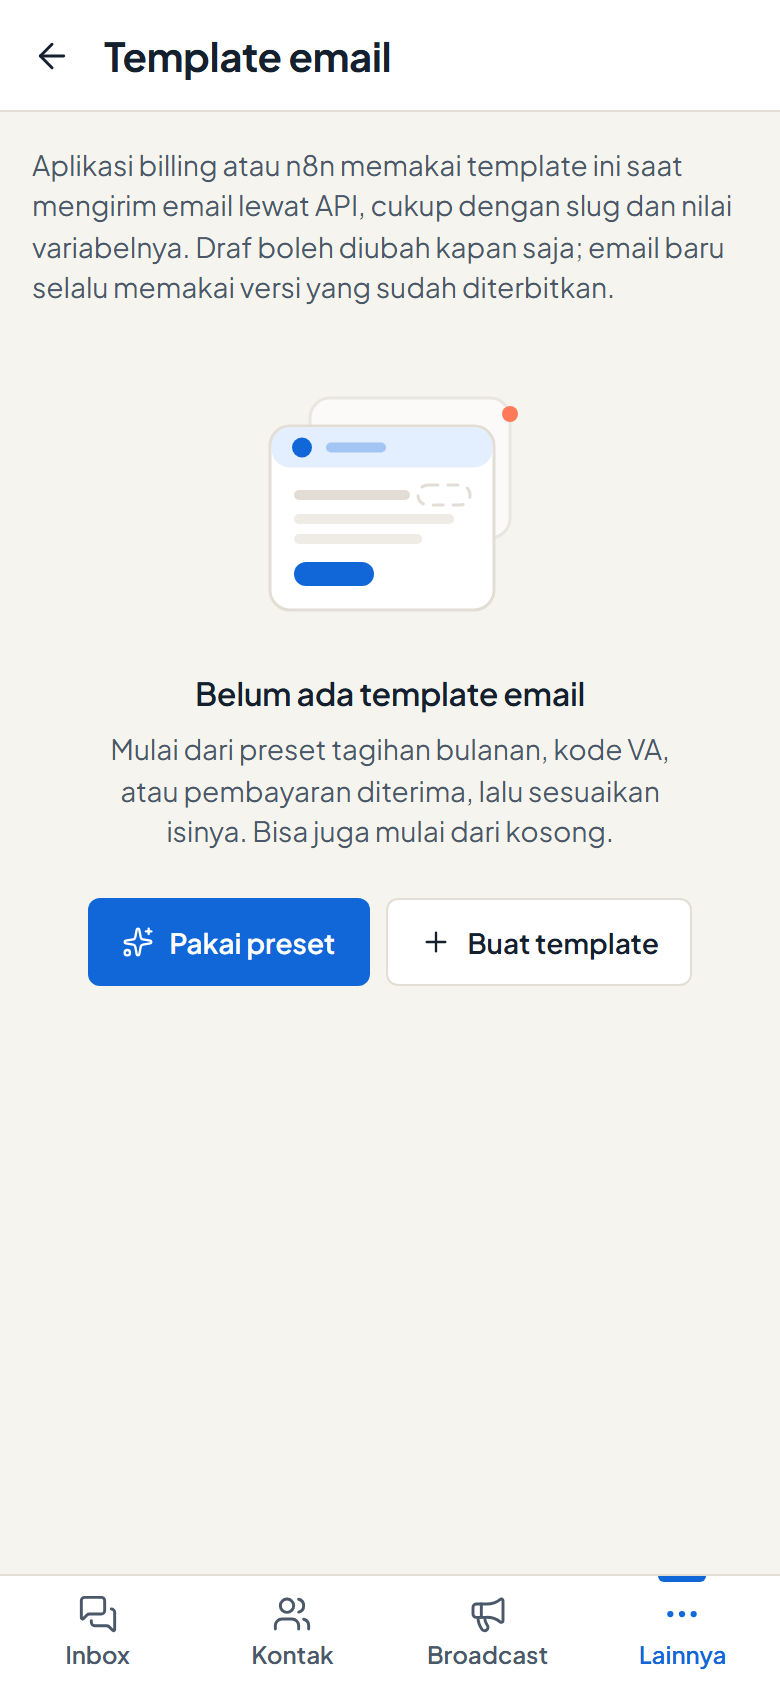 Template email
Aplikasi billing atau n8n memakai template ini saat
mengirim email lewat API, cukup dengan slug dan nilai
variabelnya. Draf boleh diubah kapan saja; email baru
selalu memakai versi yang sudah diterbitkan.
Belum ada template email
Mulai dari preset tagihan bulanan, kode VA,
atau pembayaran diterima, lalu sesuaikan
isinya. Bisa juga mulai dari kosong.
Pakai preset
Buat template
Inbox
Kontak
Broadcast
Lainnya